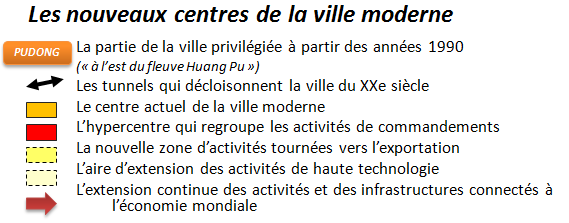 Les nouveaux centres de la ville moderne
PUDONG La partie de la ville privilégiée à partir des années 1990
(« à l'est du fleuve Huang Pu »)
Les tunnels qui décloisonnent la ville du XXe siècle
Le centre actuel de la ville moderne
L'hypercentre qui regroupe les activités de commandements
La nouvelle zone d'activités tournées vers l'exportation
L'aire d'extension des activités de haute technologie
L'extension continue des activités et des infrastructures connectés à
l'économie mondiale